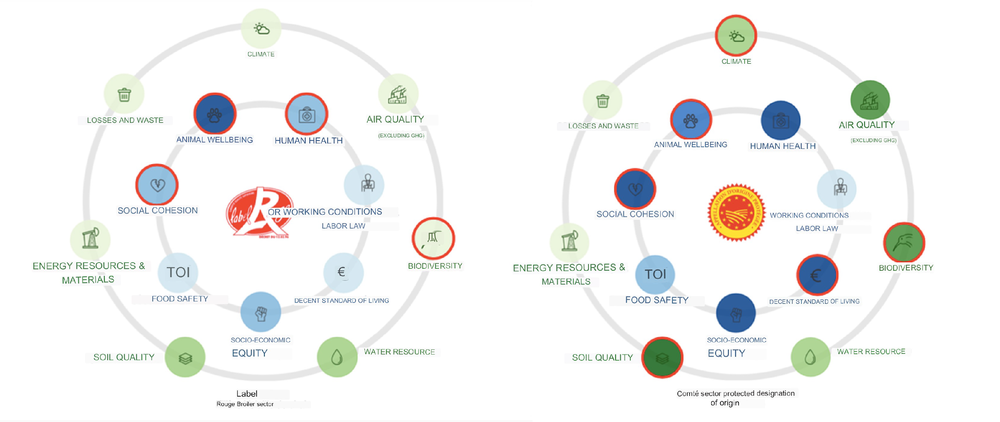 CLIMATE
LOSSES AND WASTE
AIR QUALITY
(EXCLUDING GHG)
ANIMAL WELLBEING
HUMAN HEALTH
SOCIAL COHESION
label R
OR WORKING CONDITIONS
LABOR LAW
BIODIVERSITY
ENERGY RESOURCES &
MATERIALS
TOI
€
FOOD SAFETY
DECENT STANDARD OF LIVING
SOCIO-ECONOMIC
EQUITY
SOIL QUALITY
WATER RESOURCE
Label
Rouge Broiler sector
CLIMATE
LOSSES AND WASTE
AIR QUALITY
(EXCLUDING GHG)
ANIMAL WELLBEING
HUMAN HEALTH
SOCIAL COHESION
APPELLATION D'ORIGINE PROTÉGÉE
WORKING CONDITIONS
LABOR LAW
BIODIVERSITY
ENERGY RESOURCES &
MATERIALS
TOI
€
FOOD SAFETY
DECENT STANDARD OF LIVING
SOCIO-ECONOMIC
EQUITY
SOIL QUALITY
WATER RESOURCE
Comté sector protected designation
of origin